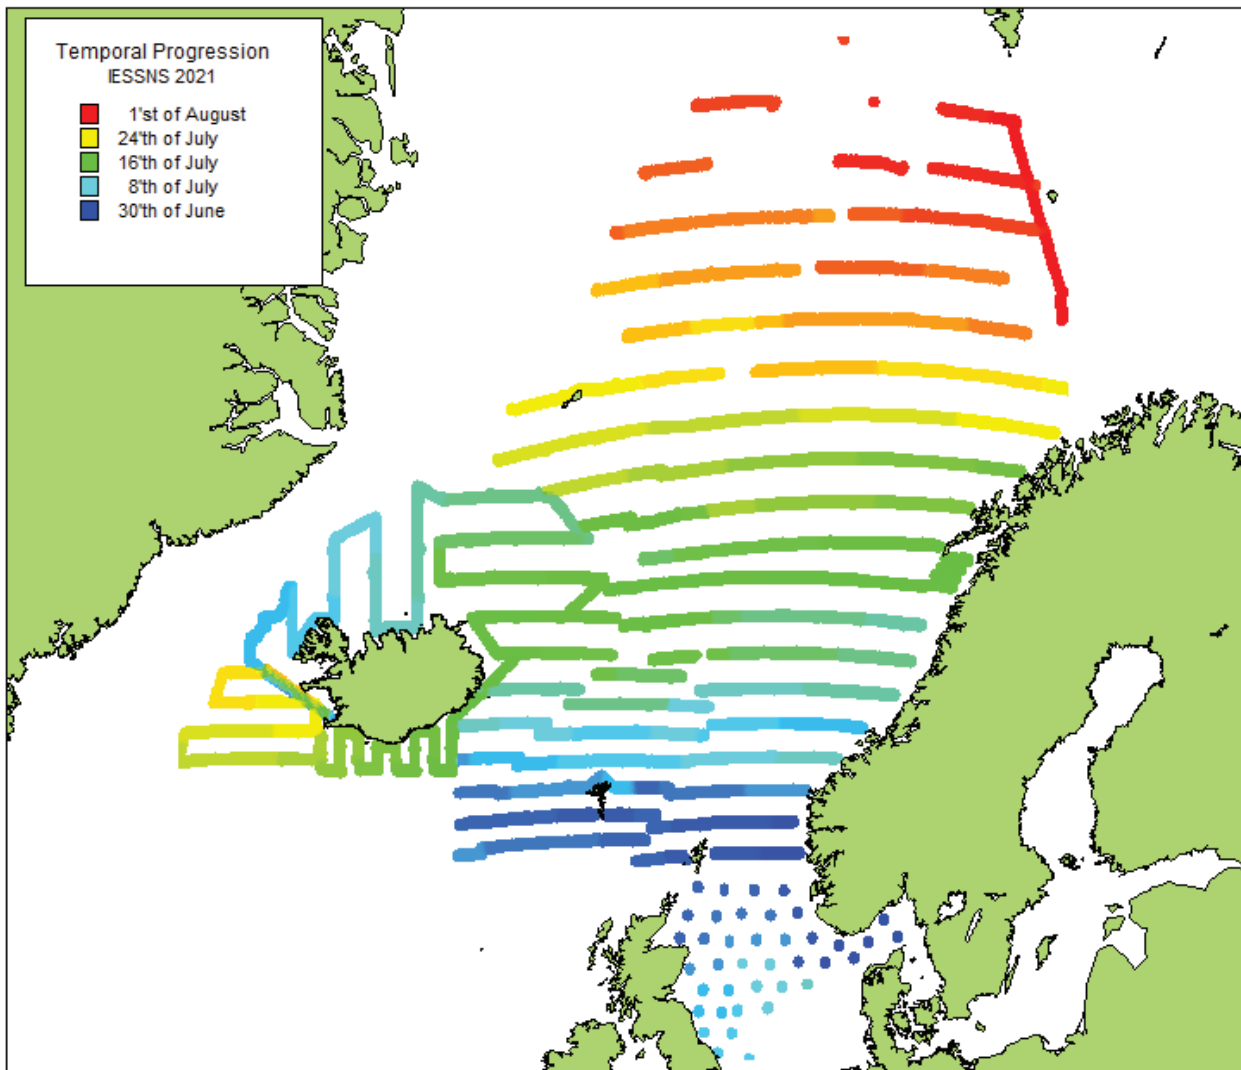 Temporal Progression
IESSNS 2021
1'st of August
24'th of July
16'th of July
8'th of July
30'th of June